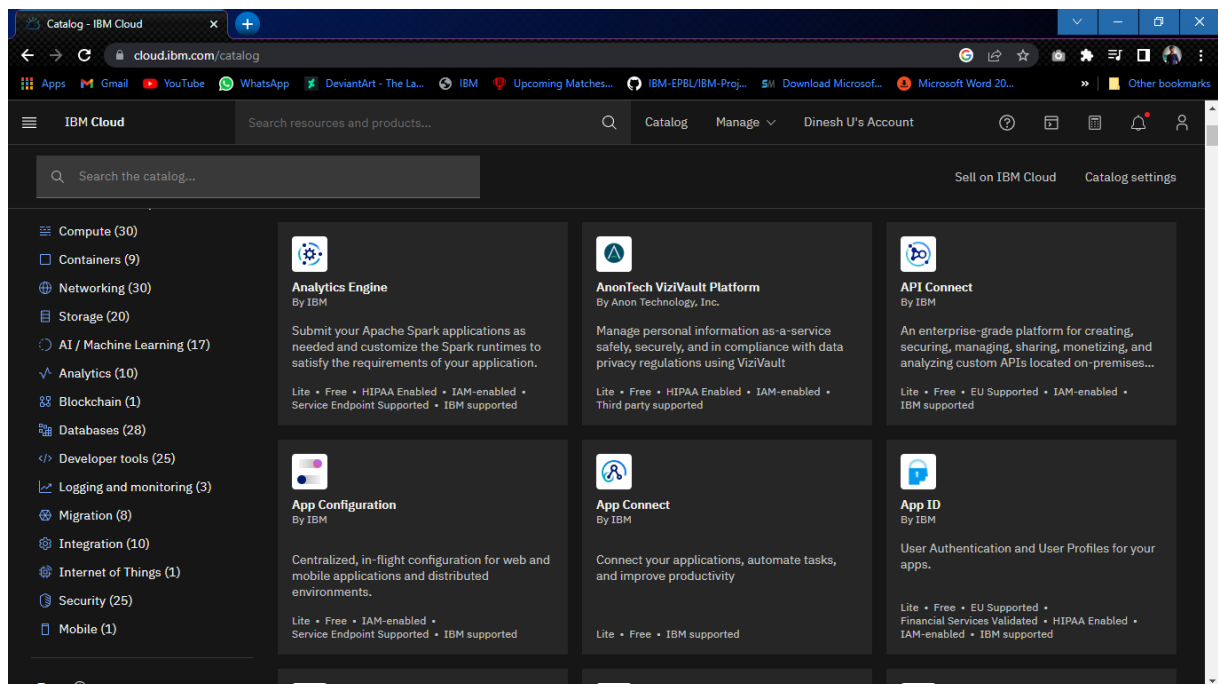 Catalog - IBM Cloud
cloud.ibm.com/catalog
Apps
Gmail
YouTube
WhatsApp
DeviantArt - The La...
IBM
Upcoming Matches...
IBM-EPBL/IBM-Proj...
Download Microsof...
Microsoft Word 20...
»
Other bookmarks
IBM Cloud
Search resources and products...
Catalog
Manage
Dinesh U's Account
Search the catalog...
Sell on IBM Cloud
Catalog settings
Compute (30)
Containers (9)
Networking (30)
Storage (20)
AI / Machine Learning (17)
Analytics (10)
Blockchain (1)
Databases (28)
Developer tools (25)
Logging and monitoring (3)
Migration (8)
Integration (10)
Internet of Things (1)
Security (25)
Mobile (1)
Analytics Engine
By IBM
Submit your Apache Spark applications as
needed and customize the Spark runtimes to
satisfy the requirements of your application.
Lite • Free • HIPAA Enabled • IAM-enabled •
Service Endpoint Supported • IBM supported
AnonTech ViziVault Platform
By Anon Technology, Inc.
Manage personal information as-a-service
safely, securely, and in compliance with data
privacy regulations using ViziVault
Lite • Free • HIPAA Enabled • IAM-enabled •
Third party supported
API Connect
By IBM
An enterprise-grade platform for creating,
securing, managing, sharing, monetizing, and
analyzing custom APIs located on-premises...
Lite • Free • EU Supported • IAM-enabled •
IBM supported
App Configuration
By IBM
Centralized, in-flight configuration for web and
mobile applications and distributed
environments.
Lite • Free • IAM-enabled •
Service Endpoint Supported • IBM supported
App Connect
By IBM
Connect your applications, automate tasks,
and improve productivity
Lite • Free • IBM supported
App ID
By IBM
User Authentication and User Profiles for your
apps.
Lite • Free • EU Supported •
Financial Services Validated • HIPAA Enabled •
IAM-enabled • IBM supported